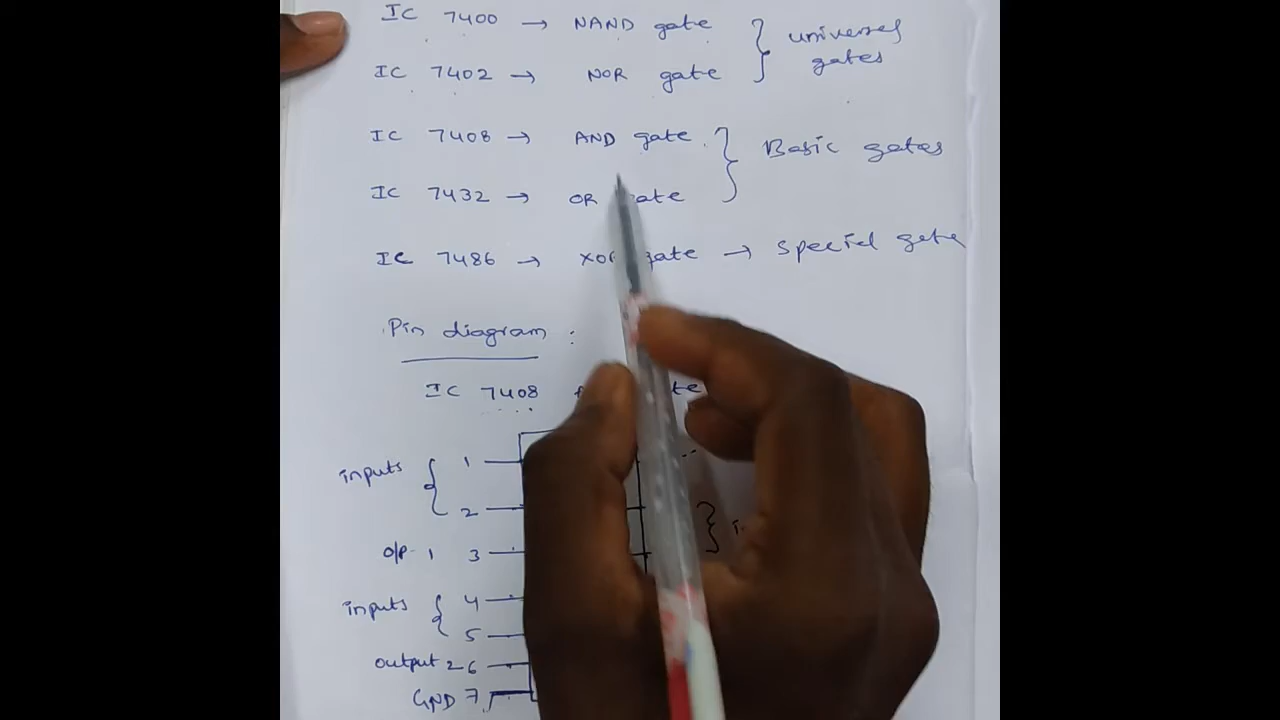 IC 7400 → NAND gate } universal gates
IC 7402 → NOR gate
IC 7408 → AND gate } Basic gates
IC 7432 → OR gate
IC 7486 → XOR gate → special gate
Pin diagram :
IC 7408
inputs { 1
2
o/p 1 3
inputs { 4
5
output 2 6
GND 7